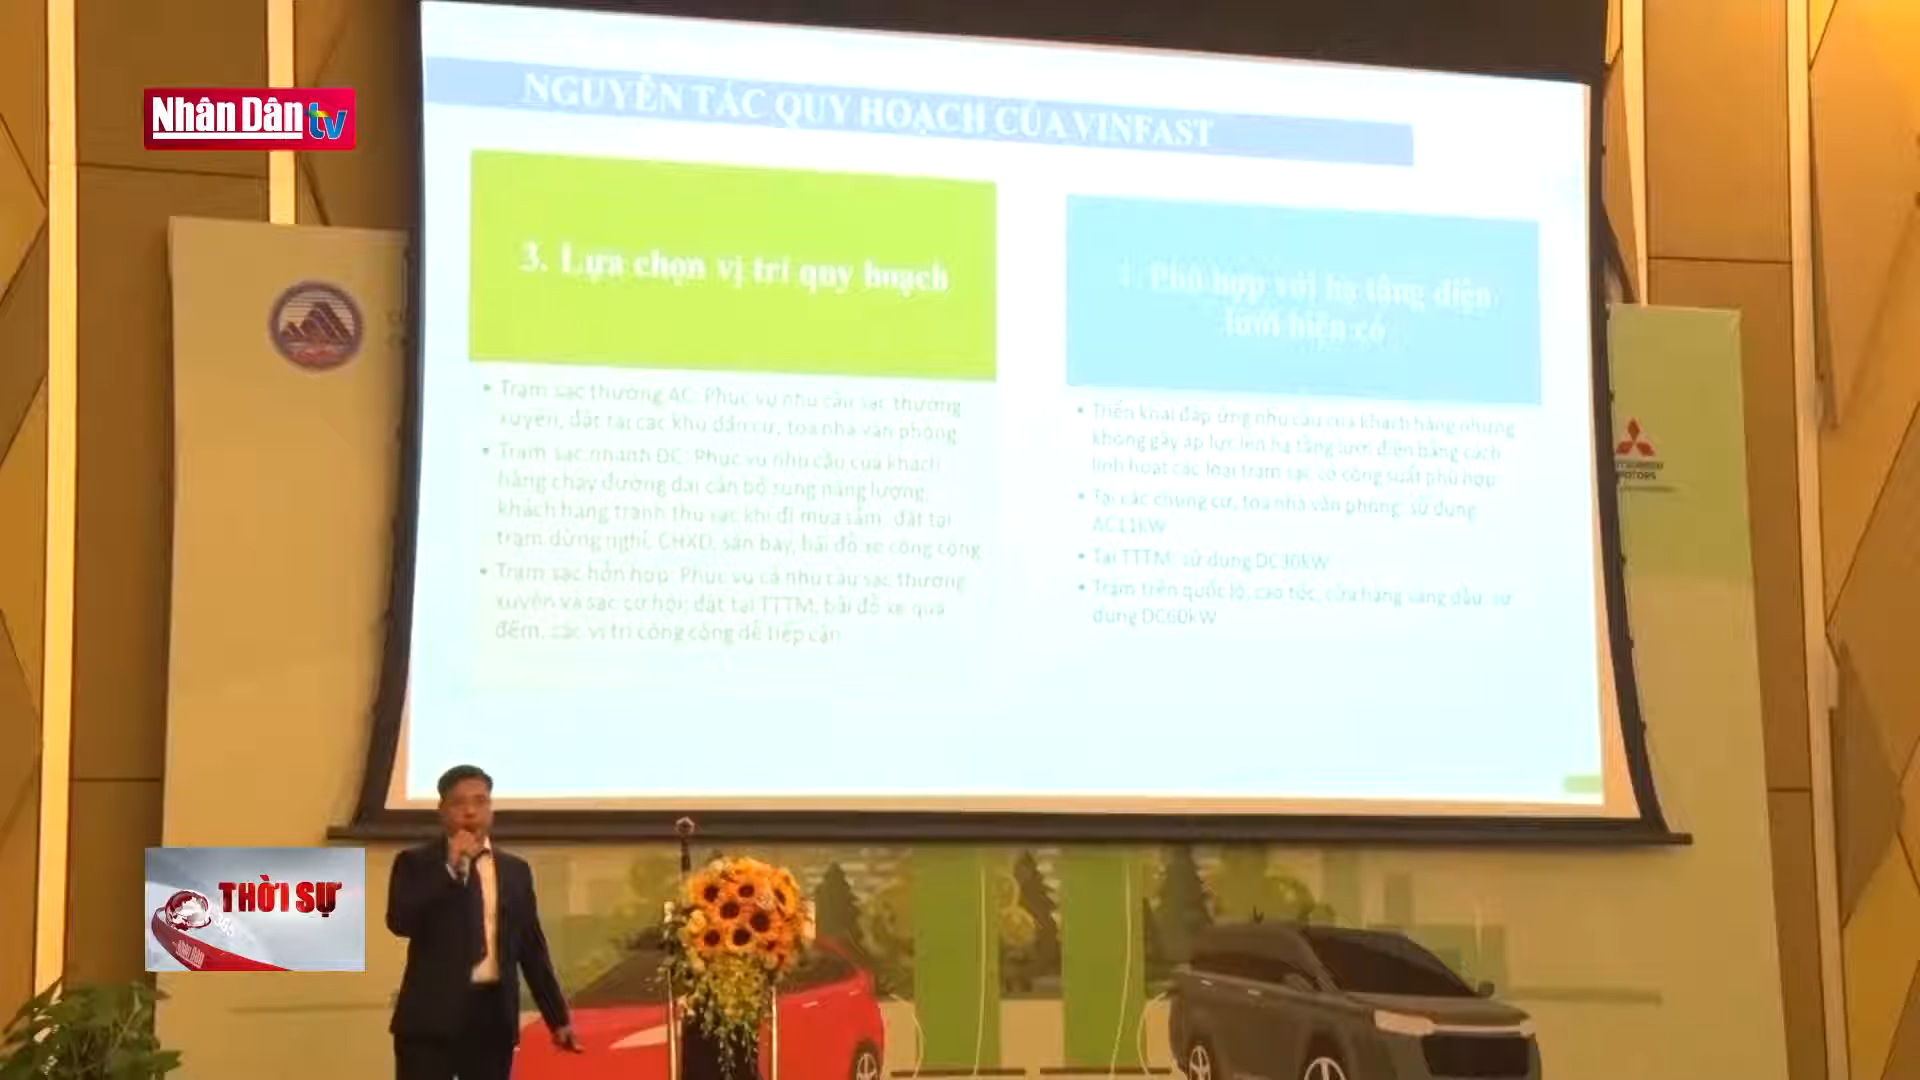 Nhân Dân tv
NGUYÊN TẮC QUY HOẠCH CỦA VINFAST
3. Lựa chọn vị trí quy hoạch
• Trạm sạc thường AC: Phục vụ nhu cầu sạc thường
xuyên, đặt tại các khu dân cư, tòa nhà văn phòng
• Trạm sạc nhanh DC: Phục vụ nhu cầu của khách
hàng chạy đường dài cần bổ sung năng lượng,
khách hàng tranh thủ sạc khi đi mua sắm; đặt tại
trạm dừng nghỉ, CHXD, sân bay, bãi đỗ xe công cộng
• Trạm sạc hỗn hợp: Phục vụ cả nhu cầu sạc thường
xuyên và sạc cơ hội; đặt tại TTTM, bãi đỗ xe qua
đêm, các vị trí công cộng dễ tiếp cận
4. Phù hợp với hạ tầng điện
lưới hiện có
• Triển khai đáp ứng nhu cầu của khách hàng nhưng
không gây áp lực lên hạ tầng lưới điện bằng cách
linh hoạt các loại trạm sạc có công suất phù hợp:
• Tại các chung cư, tòa nhà văn phòng: sử dụng
AC11kW
• Tại TTTM: sử dụng DC30kW
• Trạm trên quốc lộ, cao tốc, cửa hàng xăng dầu: sử
dụng DC60kW
MOTORS
THỜI SỰ
365
Nhân Dân